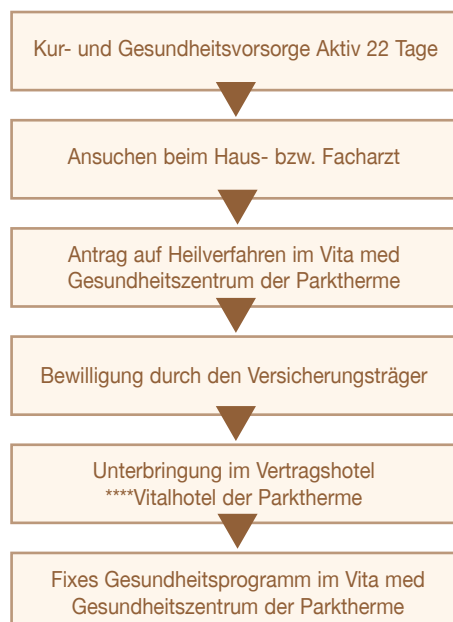 Kur- und Gesundheitsvorsorge Aktiv 22 Tage
Ansuchen beim Haus- bzw. Facharzt
Antrag auf Heilverfahren im Vita med
Gesundheitszentrum der Parktherme
Bewilligung durch den Versicherungsträger
Unterbringung im Vertragshotel
****Vitalhotel der Parktherme
Fixes Gesundheitsprogramm im Vita med
Gesundheitszentrum der Parktherme